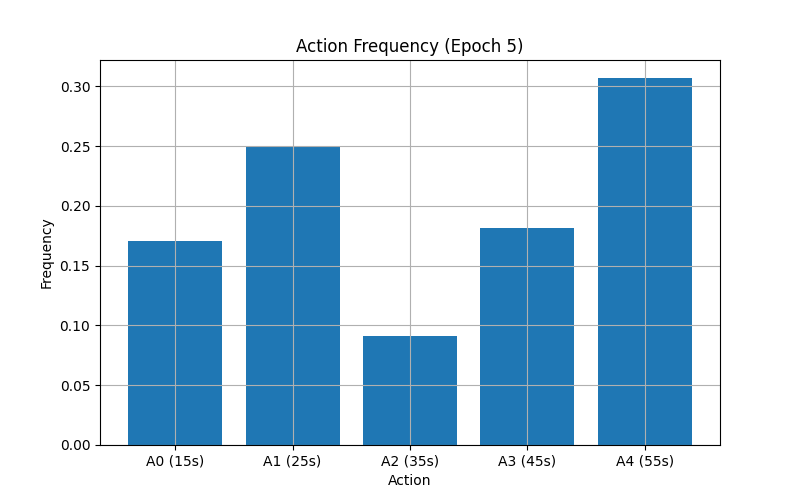 Action Frequency (Epoch 5)
Frequency
0.30
0.25
0.20
0.15
0.10
0.05
0.00
A0 (15s) A1 (25s) A2 (35s) A3 (45s) A4 (55s)
Action